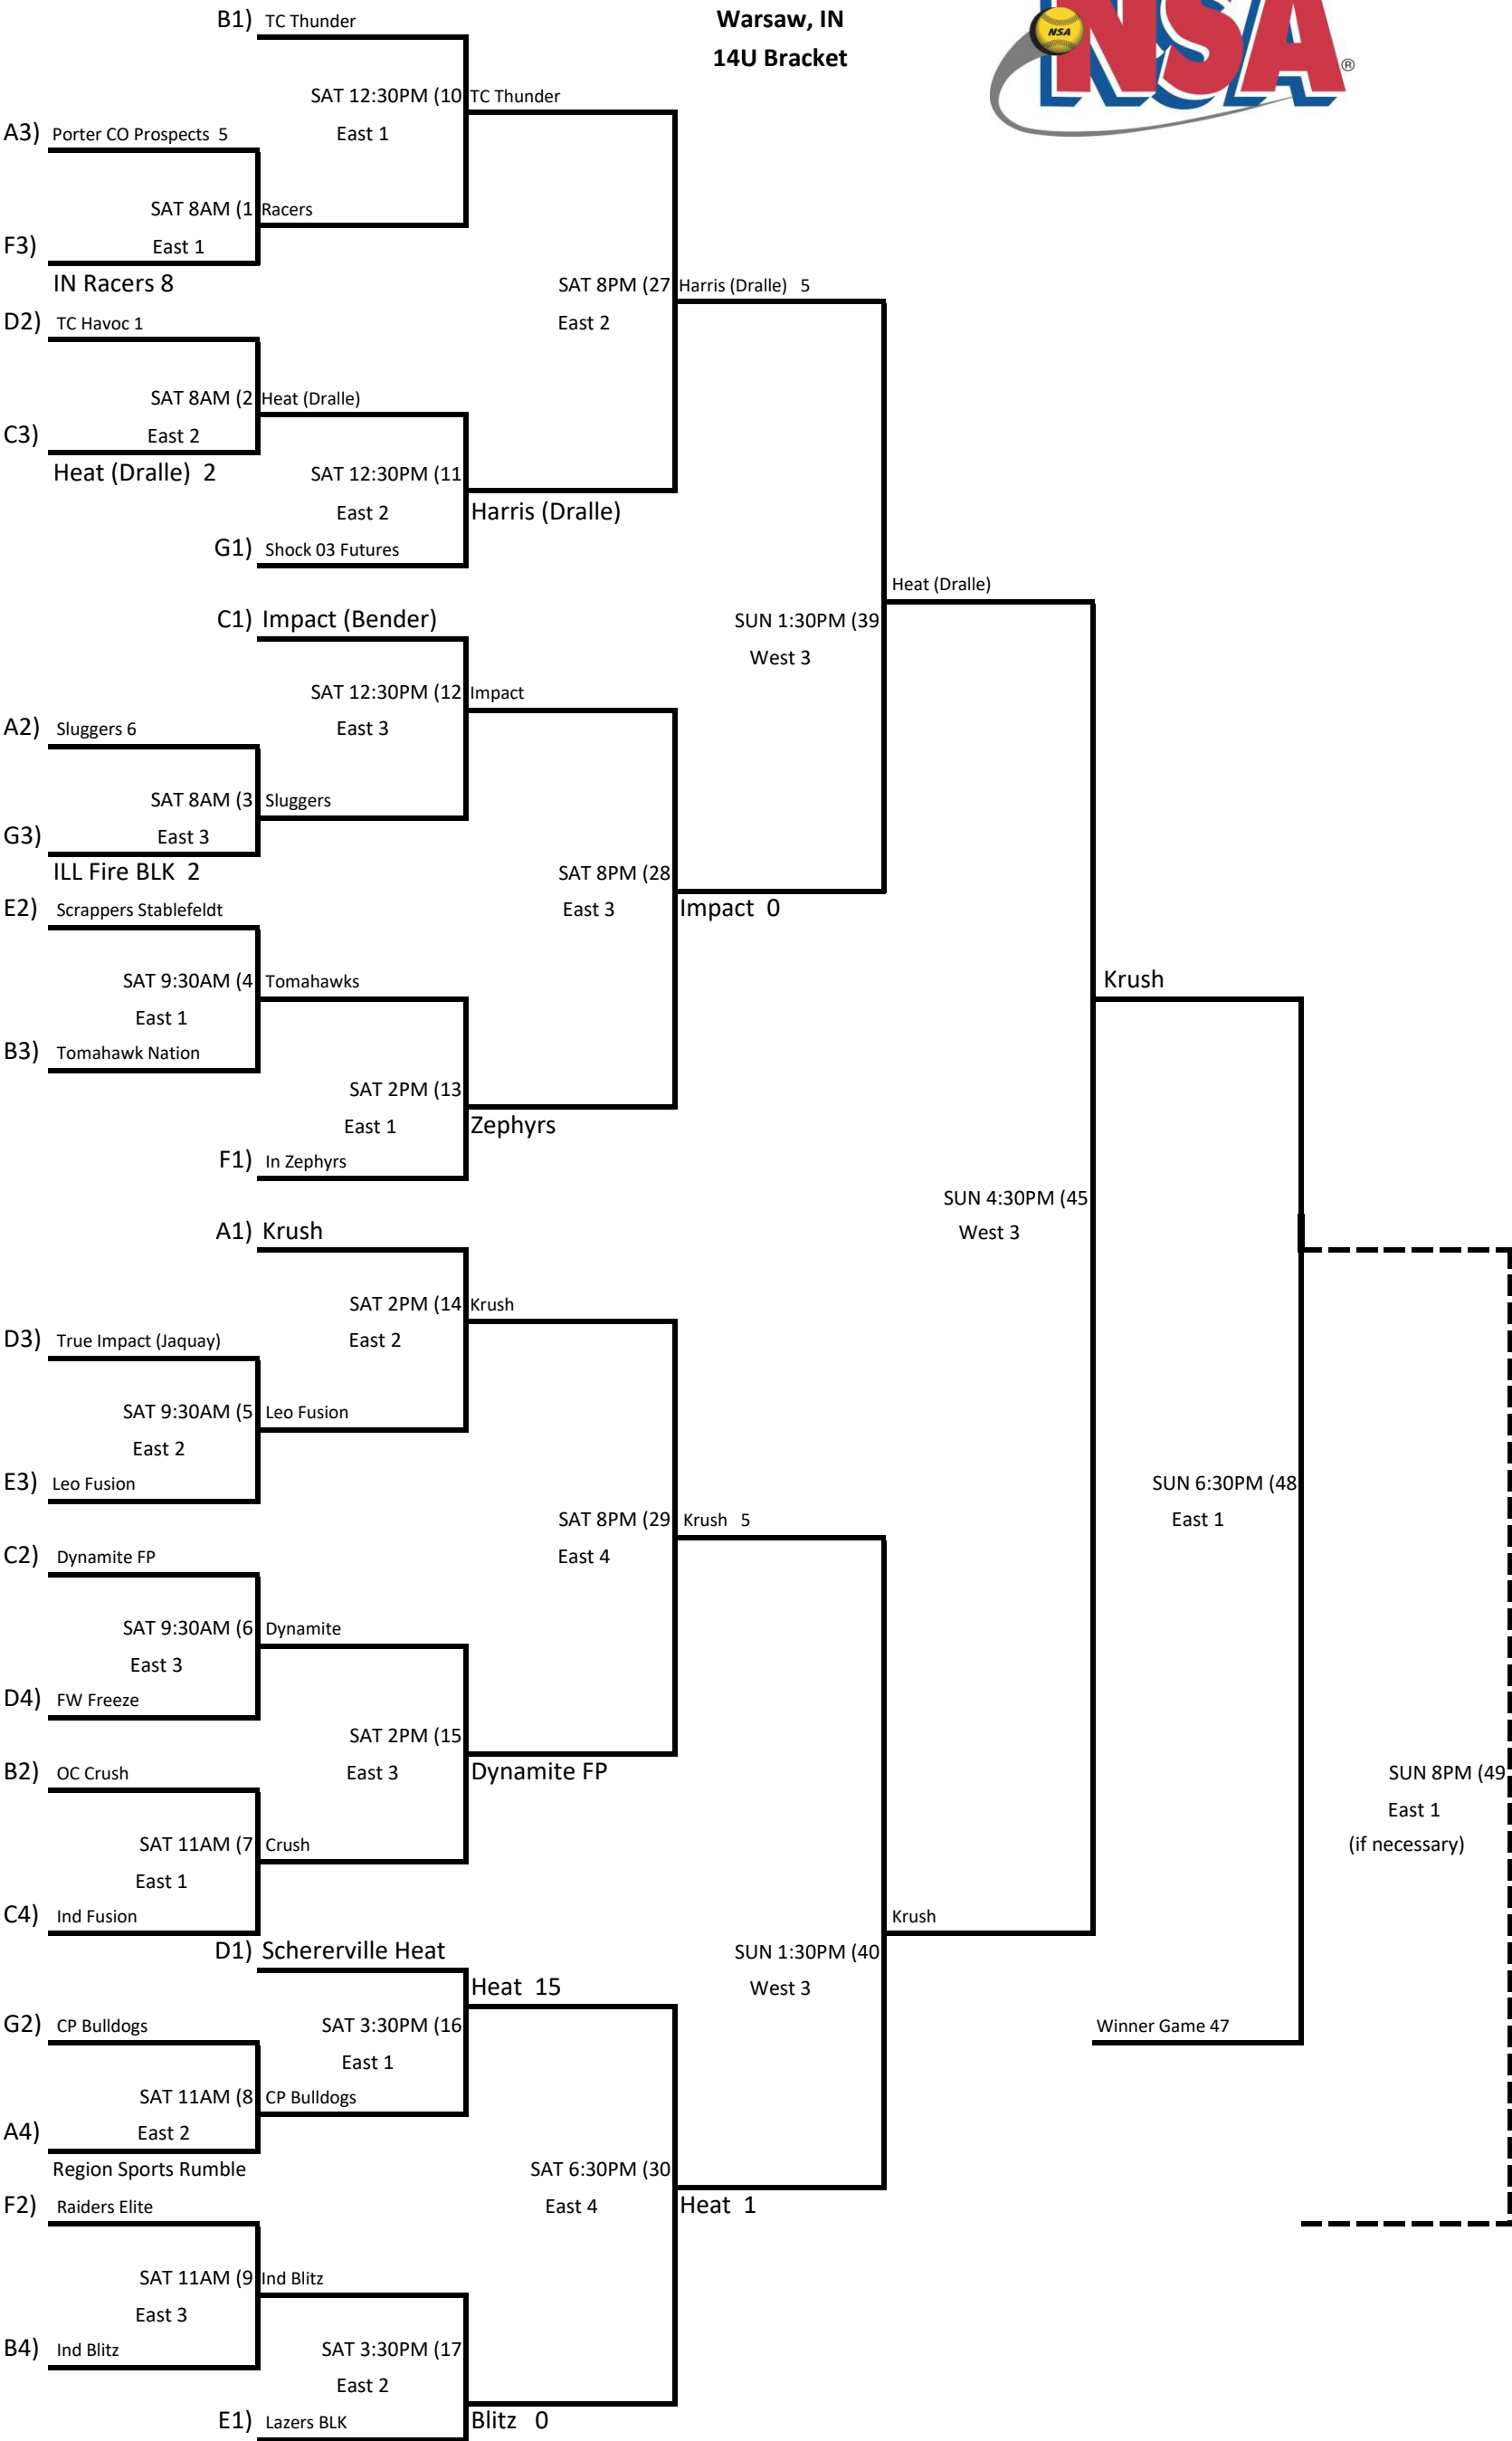 B1) TC Thunder
Warsaw, IN
14U Bracket
NSA
NSA®
SAT 12:30PM (10 TC Thunder
East 1
A3) Porter CO Prospects 5
SAT 8AM (1 Racers
F3) East 1
IN Racers 8
SAT 8PM (27 Harris (Dralle) 5
East 2
D2) TC Havoc 1
SAT 8AM (2 Heat (Dralle)
C3) East 2
Heat (Dralle) 2
SAT 12:30PM (11
East 2
Harris (Dralle)
G1) Shock 03 Futures
Heat (Dralle)
C1) Impact (Bender)
SUN 1:30PM (39
West 3
SAT 12:30PM (12 Impact
East 3
A2) Sluggers 6
SAT 8AM (3 Sluggers
G3) East 3
ILL Fire BLK 2
SAT 8PM (28
East 3
Impact 0
E2) Scrappers Stablefeldt
SAT 9:30AM (4 Tomahawks
Krush
East 1
B3) Tomahawk Nation
SAT 2PM (13
East 1
Zephyrs
F1) In Zephyrs
SUN 4:30PM (45
West 3
A1) Krush
SAT 2PM (14 Krush
East 2
D3) True Impact (Jaquay)
SAT 9:30AM (5 Leo Fusion
East 2
E3) Leo Fusion
SUN 6:30PM (48
East 1
SAT 8PM (29 Krush 5
East 4
C2) Dynamite FP
SAT 9:30AM (6 Dynamite
East 3
D4) FW Freeze
SAT 2PM (15
East 3
Dynamite FP
B2) OC Crush
SUN 8PM (49
East 1
(if necessary)
SAT 11AM (7 Crush
East 1
C4) Ind Fusion
Krush
D1) Schererville Heat
SUN 1:30PM (40
West 3
Heat 15
G2) CP Bulldogs
SAT 3:30PM (16
East 1
Winner Game 47
SAT 11AM (8 CP Bulldogs
A4) East 2
Region Sports Rumble
SAT 6:30PM (30
East 4
Heat 1
F2) Raiders Elite
SAT 11AM (9 Ind Blitz
East 3
B4) Ind Blitz
SAT 3:30PM (17
East 2
E1) Lazers BLK
Blitz 0